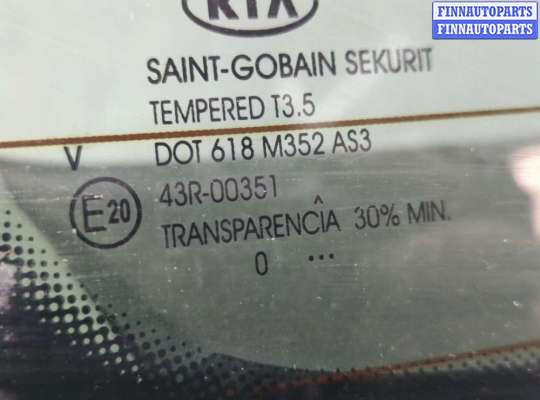 FINNAUTOPARTS
FINNAUTOPARTS
KIA
SAINT-GOBAIN SEKURIT
TEMPERED T3.5
V DOT 618 M352 AS3
E20 43R-00351
TRANSPARENCÎA 30% MIN.
0 ...